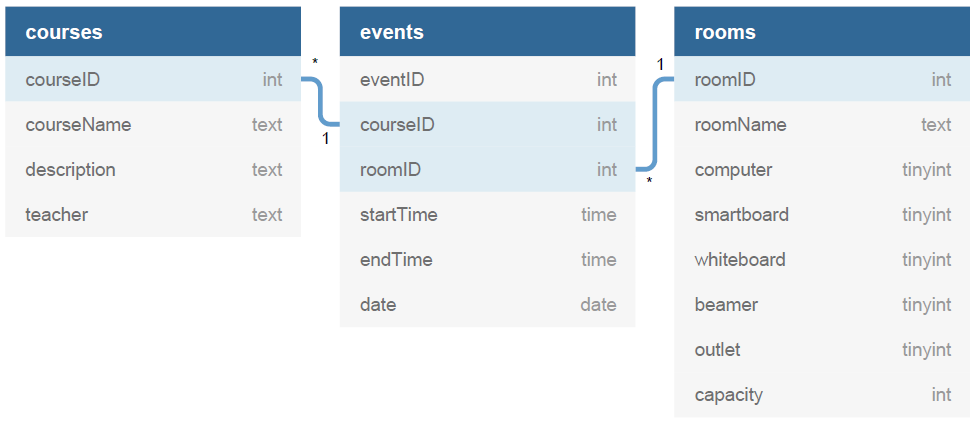 courses
courseID int
courseName text
description text
teacher text
* 1
events
eventID int
courseID int
roomID int
startTime time
endTime time
date date
1 *
rooms
roomID int
roomName text
computer tinyint
smartboard tinyint
whiteboard tinyint
beamer tinyint
outlet tinyint
capacity int